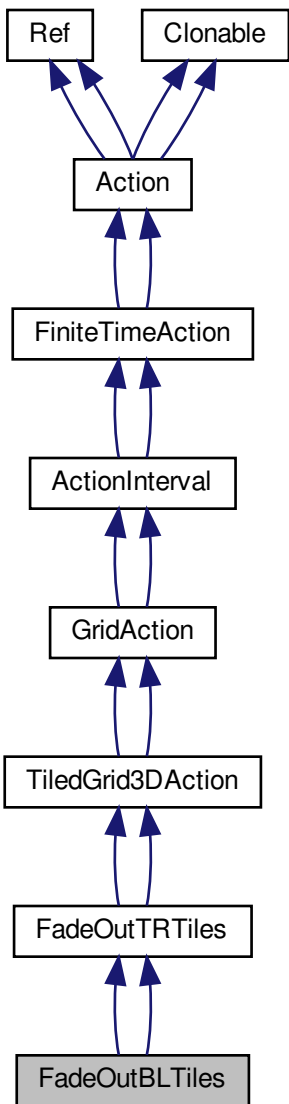 Ref
Clonable
Action
FiniteTimeAction
ActionInterval
GridAction
TiledGrid3DAction
FadeOutTRTiles
FadeOutBLTiles